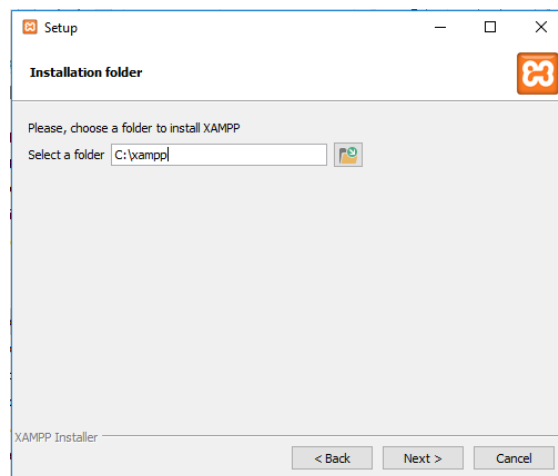 Setup
Installation folder
Please, choose a folder to install XAMPP
Select a folder C:\xampp
XAMPP Installer
< Back Next > Cancel